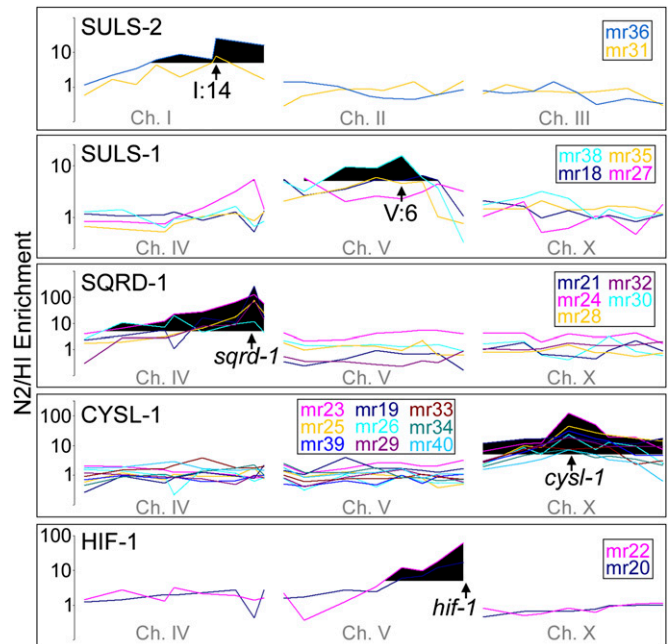 N2/HI Enrichment
SULS-2
mr36
mr31
10
1
I:14
Ch. I
Ch. II
Ch. III
SULS-1
mr38 mr35
mr18 mr27
10
1
V:6
Ch. IV
Ch. V
Ch. X
SQRD-1
mr21 mr32
mr24 mr30
mr28
100
10
1
sqrd-1
Ch. IV
Ch. V
Ch. X
CYSL-1
mr23 mr19 mr33
mr25 mr26 mr34
mr39 mr29 mr40
100
10
1
cysl-1
Ch. IV
Ch. V
Ch. X
HIF-1
mr22
mr20
100
10
1
hif-1
Ch. IV
Ch. V
Ch. X